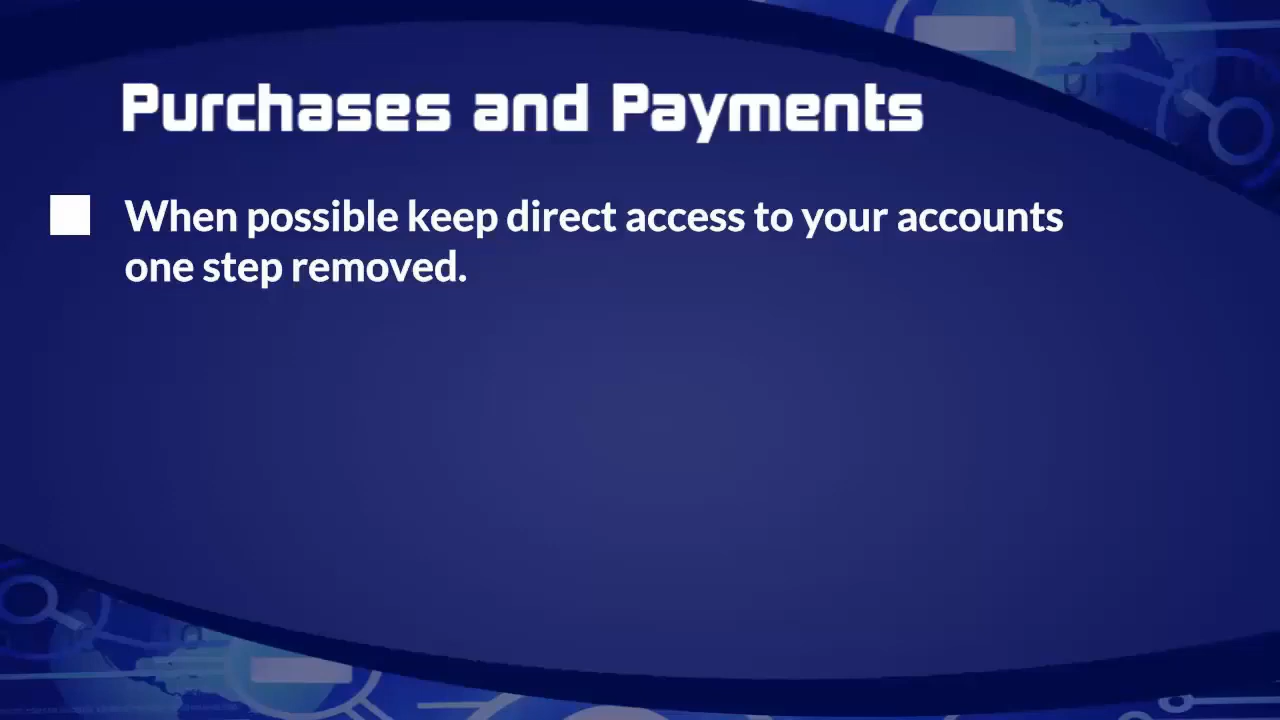 Purchases and Payments
When possible keep direct access to your accounts
one step removed.